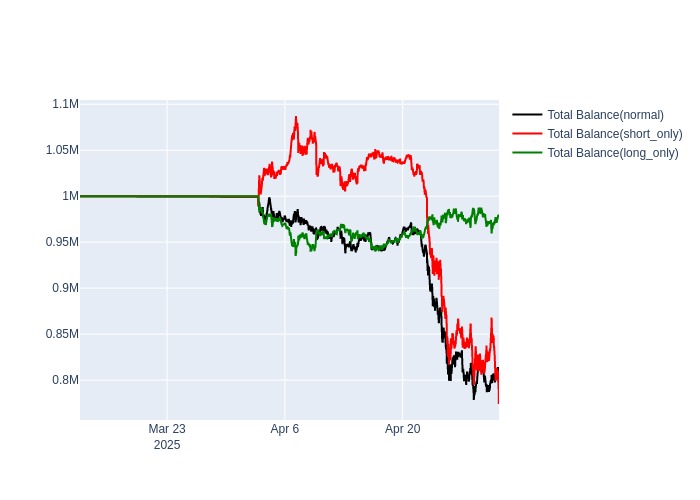 1.1M
1.05M
1M
0.95M
0.9M
0.85M
0.8M
Mar 23
2025
Apr 6
Apr 20
Total Balance(normal)
Total Balance(short_only)
Total Balance(long_only)